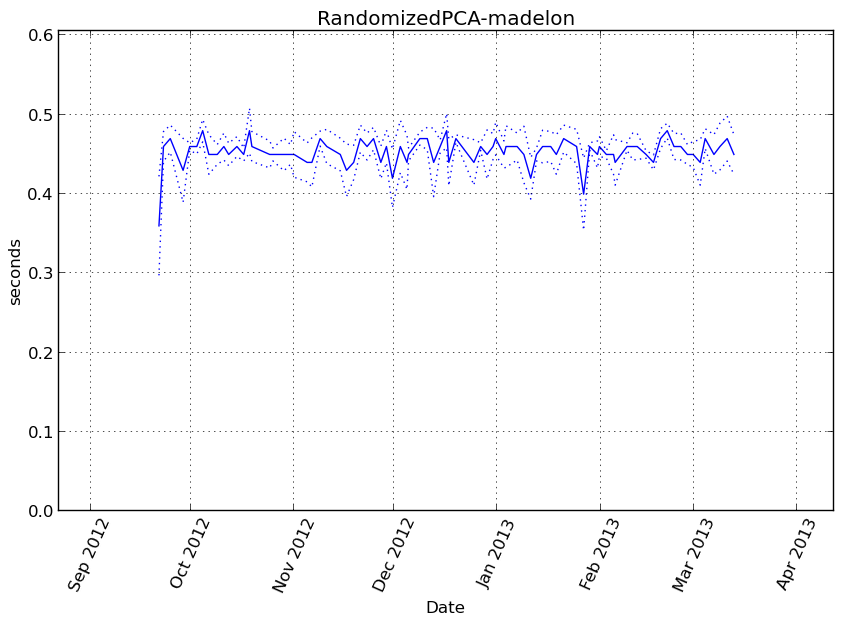 RandomizedPCA-madelon
0.6
0.5
0.4
0.3
0.2
0.1
0.0
seconds
Sep 2012
Oct 2012
Nov 2012
Dec 2012
Jan 2013
Feb 2013
Mar 2013
Apr 2013
Date